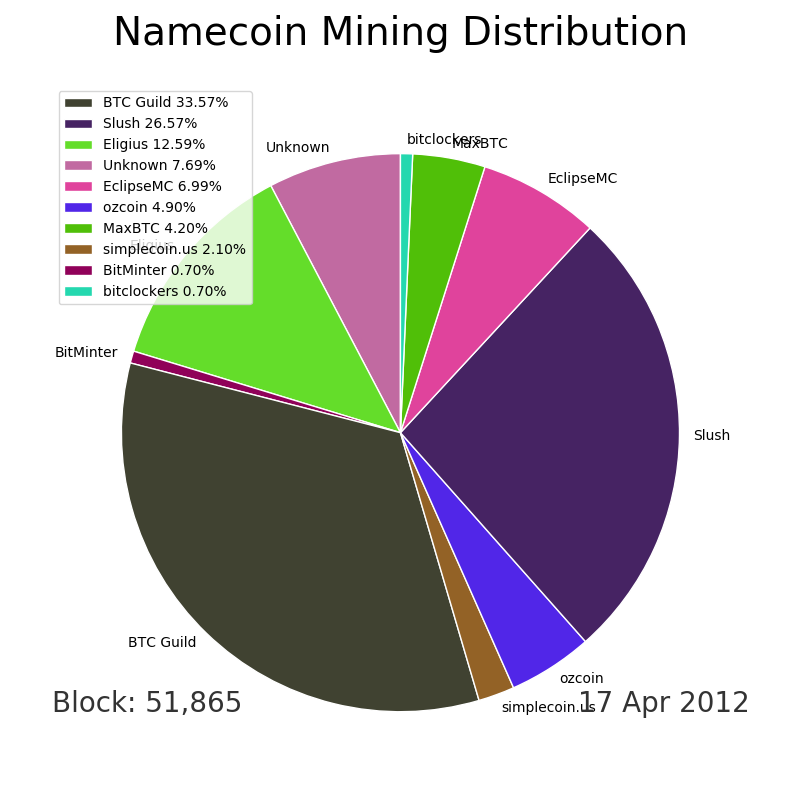 Namecoin Mining Distribution
BTC Guild 33.57%
Slush 26.57%
Eligius 12.59%
Unknown 7.69%
EclipseMC 6.99%
ozcoin 4.90%
MaxBTC 4.20%
simplecoin.us 2.10%
BitMinter 0.70%
bitclockers 0.70%
Unknown
bitclockers
MaxBTC
EclipseMC
Eligius
BitMinter
Slush
BTC Guild
ozcoin
simplecoin.us
Block: 51,865
17 Apr 2012